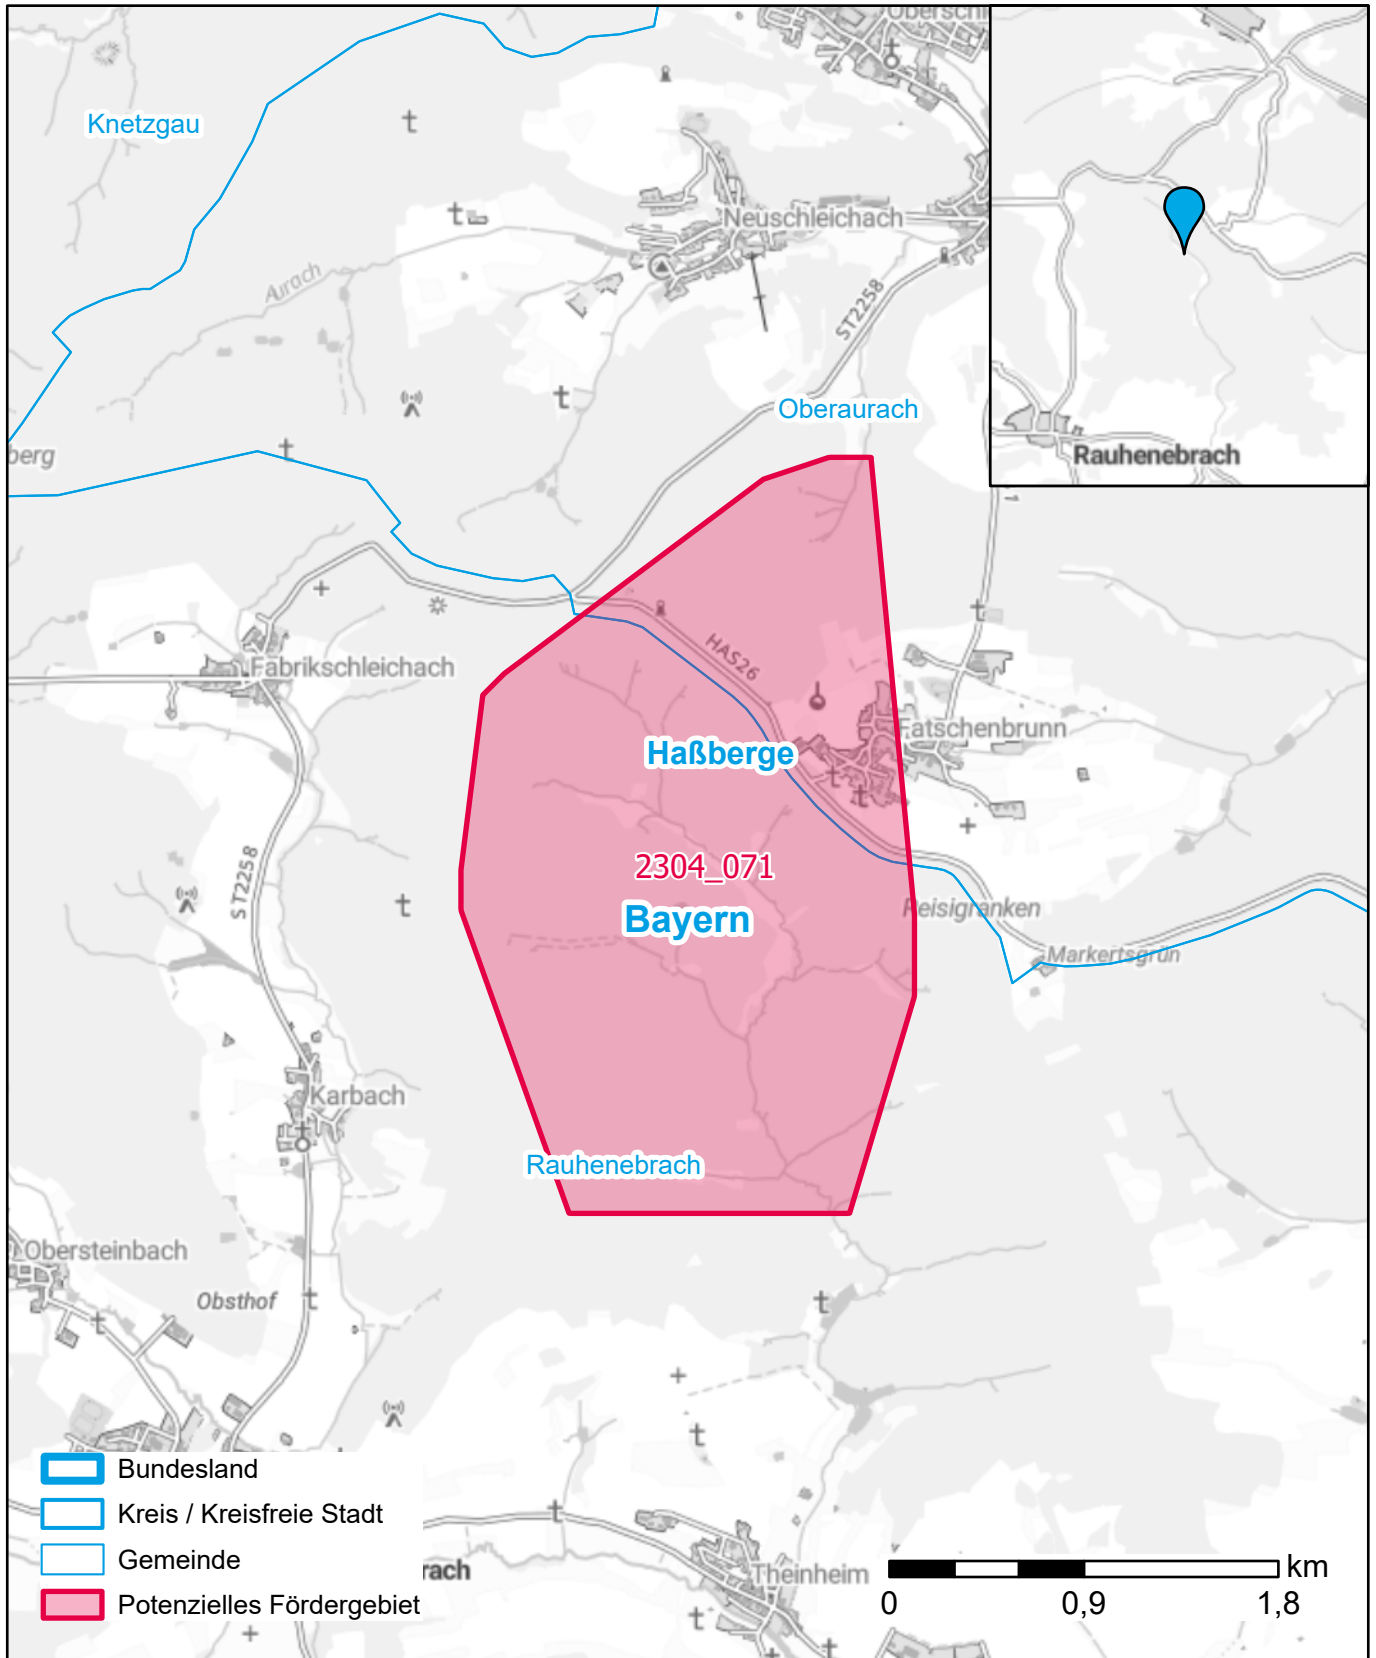 Knetzgau
Neuschleichach
Aurach
ST2258
Oberaurach
Rauhenebrach
berg
HAS26
Fabrikschleichach
Fatschenbrunn
Haßberge
2304_071
Bayern
ST2258
Reisigranken
Markertsgrün
Karbach
Rauhenebrach
Obersteinbach
Obsthof
Bundesland
Kreis / Kreisfreie Stadt
Gemeinde
Potenzielles Fördergebiet
rach
Theinheim
km
0 0,9 1,8